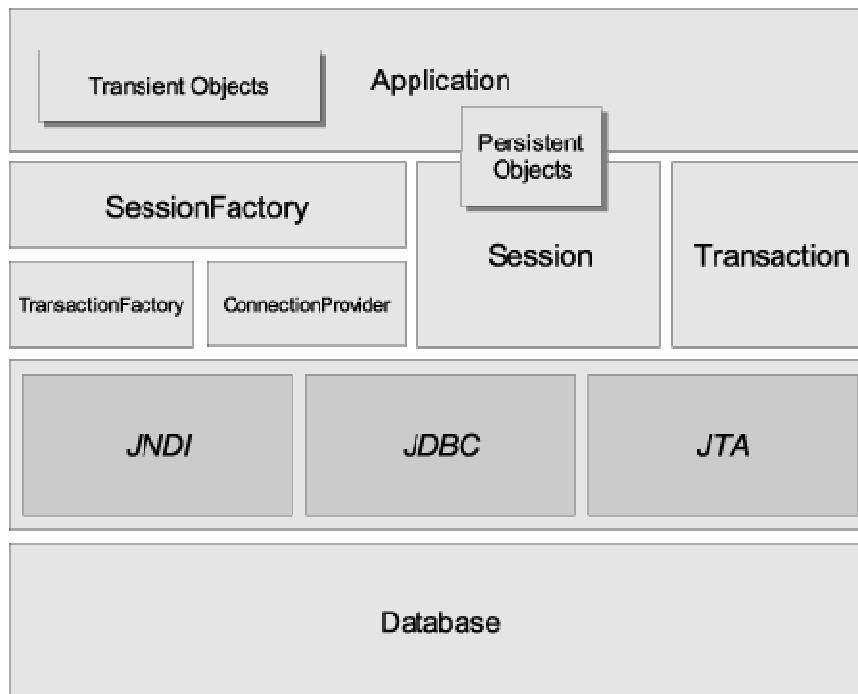 Transient Objects
Application
Persistent
Objects
SessionFactory
Session
Transaction
TransactionFactory
ConnectionProvider
JNDI
JDBC
JTA
Database